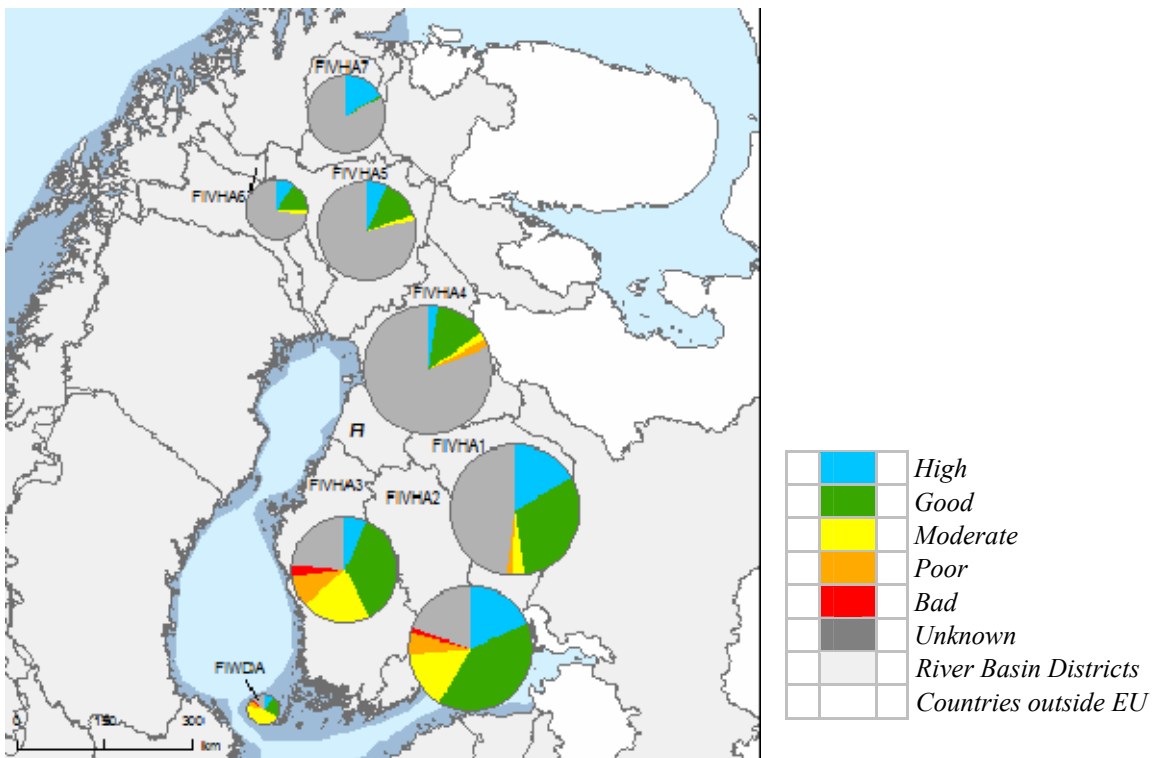 FIVHA7
FIVHA5
FIVHA6
FIVHA4
FI
FIVHA1
FIVHA3
FIVHA2
FIWDA
0 150 300
km
High
Good
Moderate
Poor
Bad
Unknown
River Basin Districts
Countries outside EU